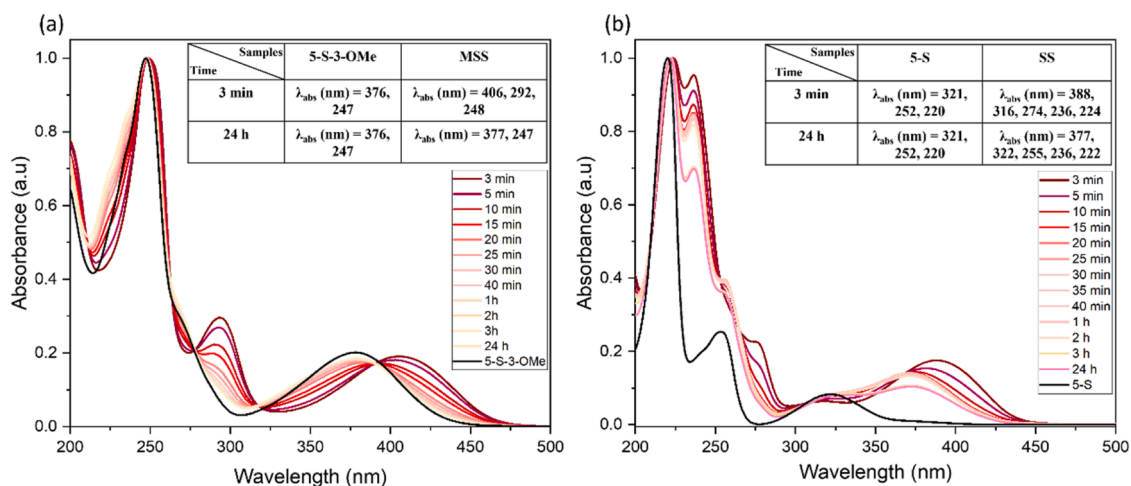 (a)
Samples
Time
5-S-3-OMe
MSS
3 min
λabs (nm) = 376,
247
λabs (nm) = 406, 292,
248
24 h
λabs (nm) = 376,
247
λabs (nm) = 377, 247
3 min
5 min
10 min
15 min
20 min
25 min
30 min
40 min
1h
2h
3h
24 h
5-S-3-OMe
Absorbance (a.u)
1.0
0.8
0.6
0.4
0.2
0.0
200
250
300
350
400
450
500
Wavelength (nm)
(b)
Samples
Time
5-S
SS
3 min
λabs (nm) = 321,
252, 220
λabs (nm) = 388,
316, 274, 236, 224
24 h
λabs (nm) = 321,
252, 220
λabs (nm) = 377,
322, 255, 236, 222
3 min
5 min
10 min
15 min
20 min
25 min
30 min
35 min
40 min
1 h
2 h
3 h
24 h
5-S
Absorbance (a.u)
1.0
0.8
0.6
0.4
0.2
0.0
200
250
300
350
400
450
500
Wavelength (nm)